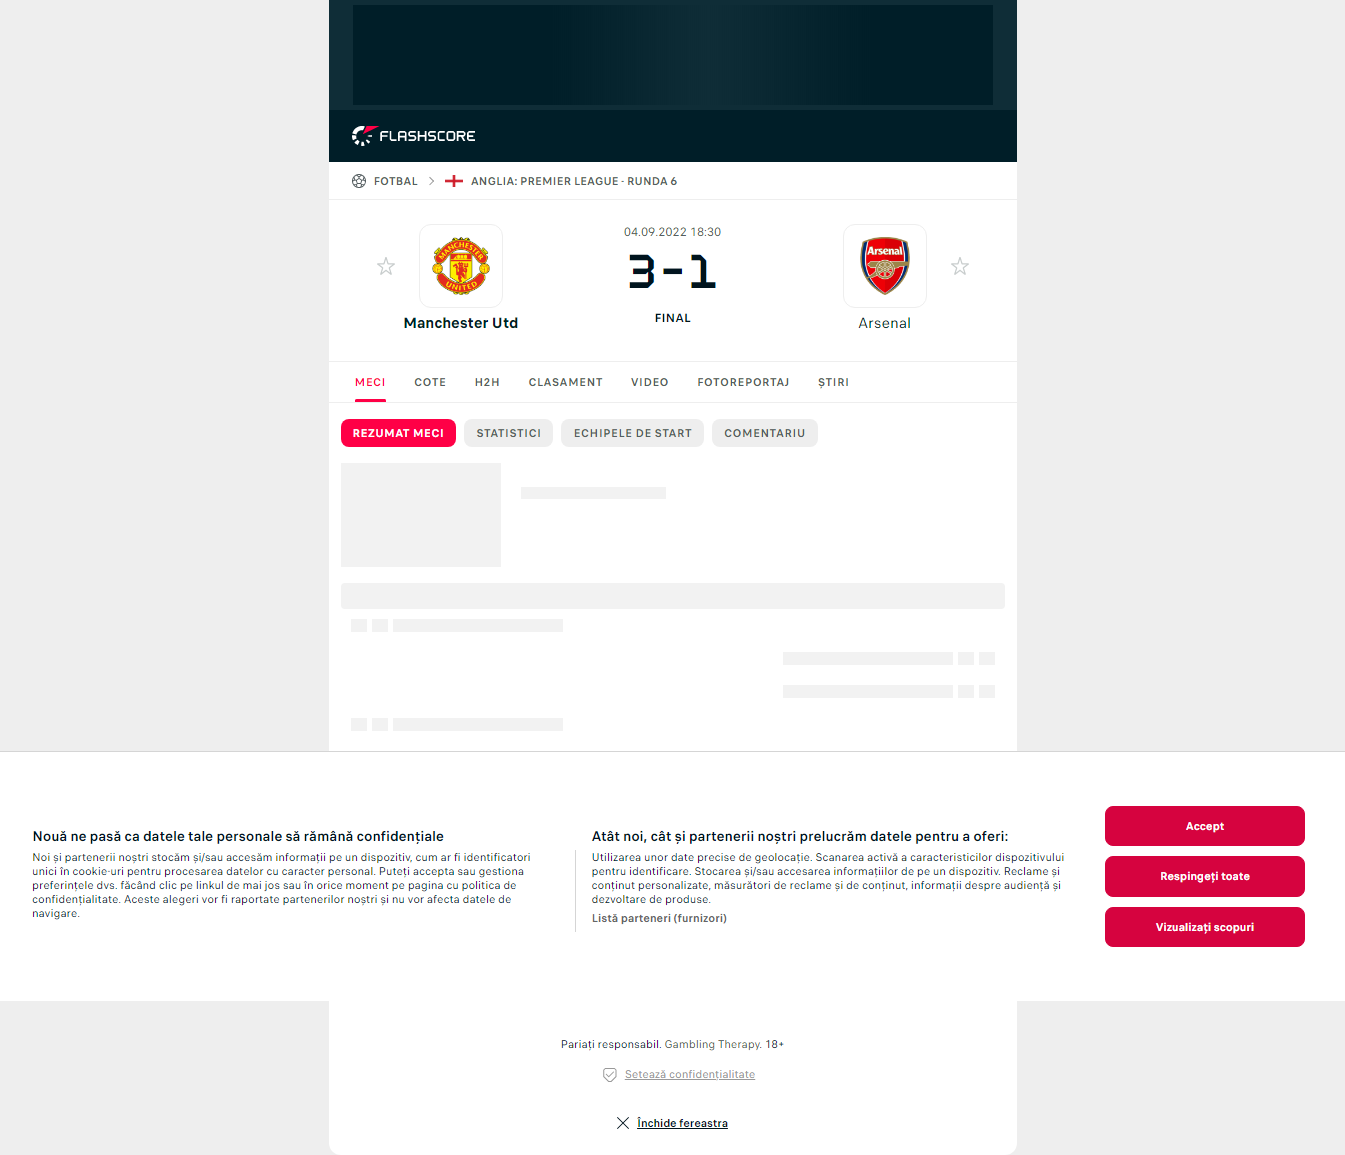 FLASHSCORE
FOTBAL
ANGLIA: PREMIER LEAGUE - RUNDA 6
04.09.2022 18:30
MANCHESTER
UNITED
3-1
Arsenal
FINAL
Manchester Utd
Arsenal
MECI COTE H2H CLASAMENT VIDEO FOTOREPORTAJ ȘTIRI
REZUMAT MECI STATISTICI ECHIPELE DE START COMENTARIU
Nouă ne pasă ca datele tale personale să rămână confidențiale
Noi și partenerii noștri stocăm și/sau accesăm informații pe un dispozitiv, cum ar fi identificatori
unici în cookie-uri pentru procesarea datelor cu caracter personal. Puteți accepta sau gestiona
preferințele dvs. făcând clic pe linkul de mai jos sau în orice moment pe pagina cu politica de
confidențialitate. Aceste alegeri vor fi raportate partenerilor noștri și nu vor afecta datele de
navigare.
Atât noi, cât și partenerii noștri prelucrăm datele pentru a oferi:
Utilizarea unor date precise de geolocație. Scanarea activă a caracteristicilor dispozitivului
pentru identificare. Stocarea și/sau accesarea informațiilor de pe un dispozitiv. Reclame și
conținut personalizate, măsurători de reclame și de conținut, informații despre audiență și
dezvoltare de produse.
Listă parteneri (furnizori)
Accept
Respingeți toate
Vizualizați scopuri
Pariați responsabil. Gambling Therapy. 18+
Setează confidențialitate
Închide fereastra